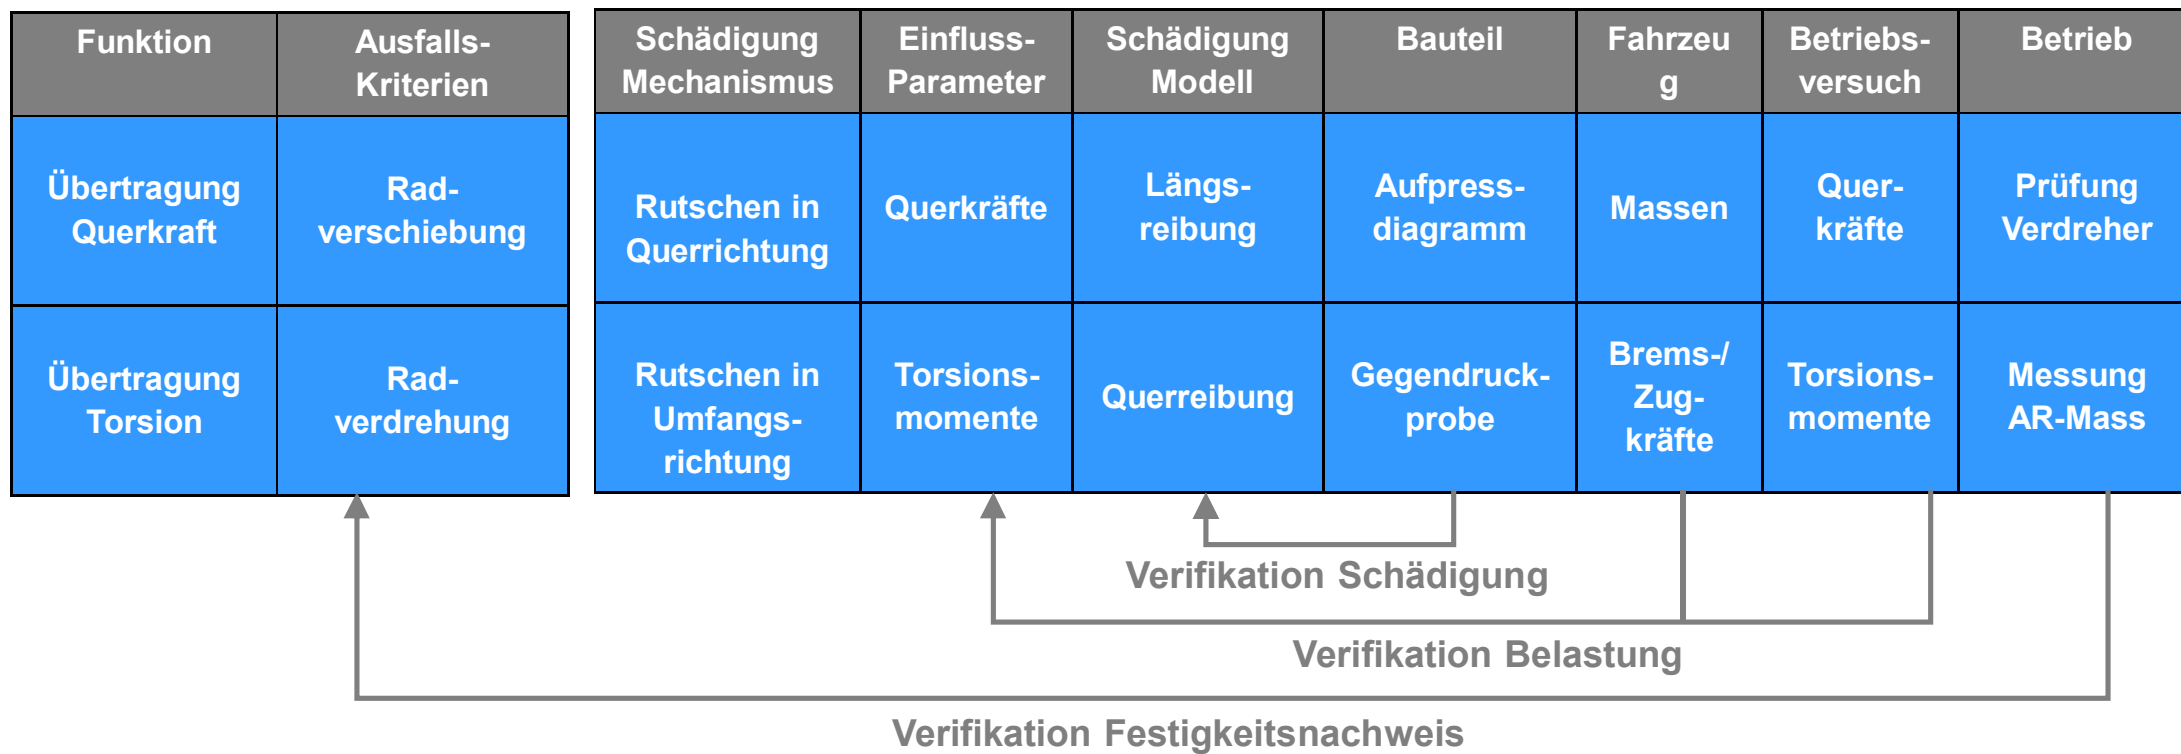 Funktion
Ausfalls-
Kriterien
Schädigung
Mechanismus
Einfluss-
Parameter
Schädigung
Modell
Bauteil
Fahrzeu
g
Betriebs-
versuch
Betrieb
Übertragung
Querkraft
Rad-
verschiebung
Rutschen in
Querrichtung
Querkräfte
Längs-
reibung
Aufpress-
diagramm
Massen
Quer-
kräfte
Prüfung
Verdreher
Übertragung
Torsion
Rad-
verdrehung
Rutschen in
Umfangs-
richtung
Torsions-
momente
Querreibung
Gegendruck-
probe
Brems-/
Zug-
kräfte
Torsions-
momente
Messung
AR-Mass
Verifikation Schädigung
Verifikation Belastung
Verifikation Festigkeitsnachweis